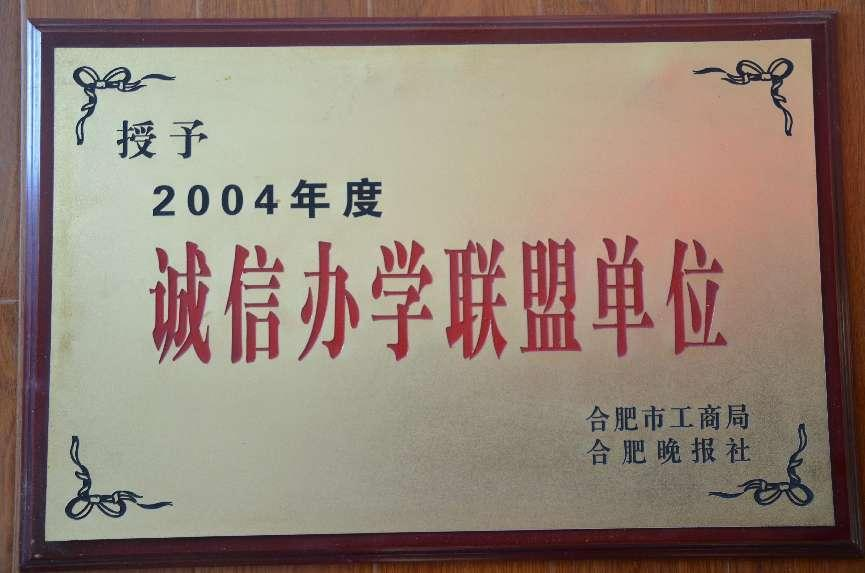 授予
2004年度
诚信办学联盟单位
合肥市工商局
合肥晚报社